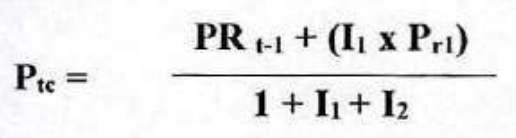 PR t-1 + (I1 x Pr1)
Ptc =
1 + I1 + I2